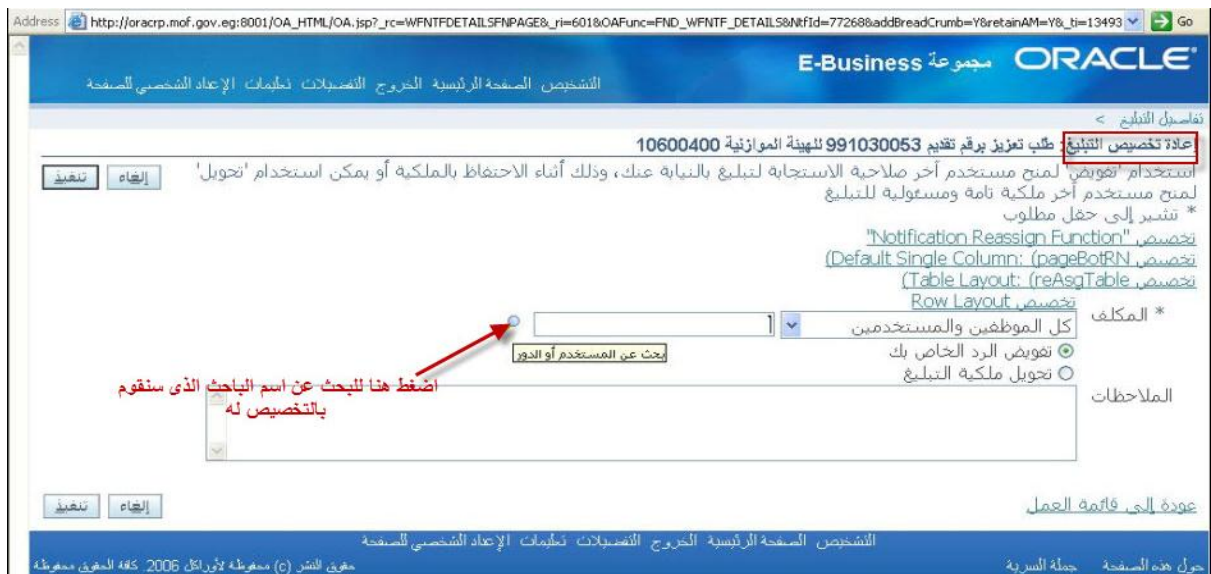 Address http://oracrp.mof.gov.eg:8001/OA_HTML/OA.jsp?_rc=WFNTFDETAILSFNPAGE&_ri=601&OAFunc=FND_WFNTF_DETAILS&NtfId=77268&addBreadCrumb=Y&retainAM=Y&_ti=13493 Go
ORACLE مجموعة E-Business
التشخيص الصفحة الرئيسية الخروج التفضيلات تعليمات الإعداد الشخصي للصفحة
تفاصيل التبليغ >
إعادة تخصيص التبليغ: طلب تعزيز برقم تقديم 991030053 للهيئة الموازنية 10600400
استخدام 'تفويض' لمنح مستخدم آخر صلاحية الاستجابة لتبليغ بالنيابة عنك، وذلك أثناء الاحتفاظ بالملكية أو يمكن استخدام 'تحويل' إلغاء تنفيذ
لمنح مستخدم آخر ملكية تامة ومسئولية للتبليغ
* تشير إلى حقل مطلوب
تخصيص "Notification Reassign Function"
تخصيص Default Single Column: (pageBotRN)
تخصيص Table Layout: (reAsgTable)
تخصيص Row Layout
* المكلف كل الموظفين والمستخدمين أ
تفويض الرد الخاص بك
بحث عن المستخدم أو الدور
تحويل ملكية التبليغ
اضغط هنا للبحث عن اسم الباحث الذى سنقوم
بالتخصيص له
الملاحظات
عودة إلى قائمة العمل إلغاء تنفيذ
التشخيص الصفحة الرئيسية الخروج التفضيلات تعليمات الإعداد الشخصي للصفحة
حول هذه الصفحة جملة السرية حقوق النشر (c) محفوظة لأوراكل 2006. كافة الحقوق محفوظة